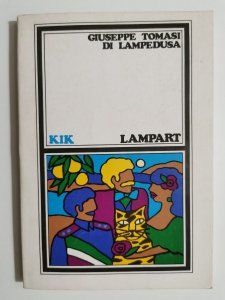 GIUSEPPE TOMASI
DI LAMPEDUSA
KIK
LAMPART